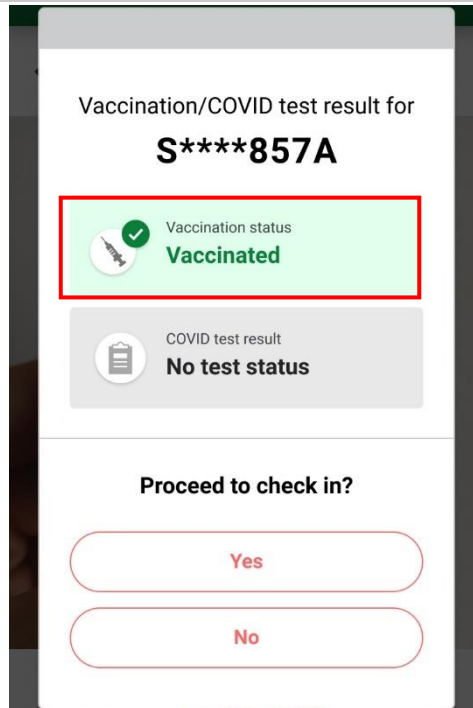 Vaccination/COVID test result for
S****857A
Vaccination status
Vaccinated
COVID test result
No test status
Proceed to check in?
Yes
No